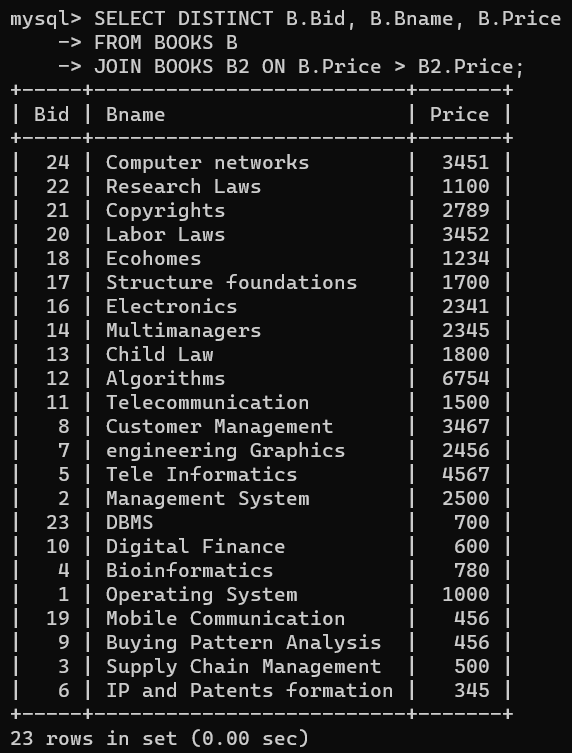 mysql> SELECT DISTINCT B.Bid, B.Bname, B.Price
    -> FROM BOOKS B
    -> JOIN BOOKS B2 ON B.Price > B2.Price;
+-----+--------------------------+-------+
| Bid | Bname                    | Price |
+-----+--------------------------+-------+
|  24 | Computer networks        |  3451 |
|  22 | Research Laws            |  1100 |
|  21 | Copyrights               |  2789 |
|  20 | Labor Laws               |  3452 |
|  18 | Ecohomes                 |  1234 |
|  17 | Structure foundations    |  1700 |
|  16 | Electronics              |  2341 |
|  14 | Multimanagers            |  2345 |
|  13 | Child Law                |  1800 |
|  12 | Algorithms               |  6754 |
|  11 | Telecommunication        |  1500 |
|   8 | Customer Management      |  3467 |
|   7 | engineering Graphics     |  2456 |
|   5 | Tele Informatics         |  4567 |
|   2 | Management System        |  2500 |
|  23 | DBMS                     |   700 |
|  10 | Digital Finance          |   600 |
|   4 | Bioinformatics           |   780 |
|   1 | Operating System         |  1000 |
|  19 | Mobile Communication     |   456 |
|   9 | Buying Pattern Analysis  |   456 |
|   3 | Supply Chain Management  |   500 |
|   6 | IP and Patents formation |   345 |
+-----+--------------------------+-------+
23 rows in set (0.00 sec)